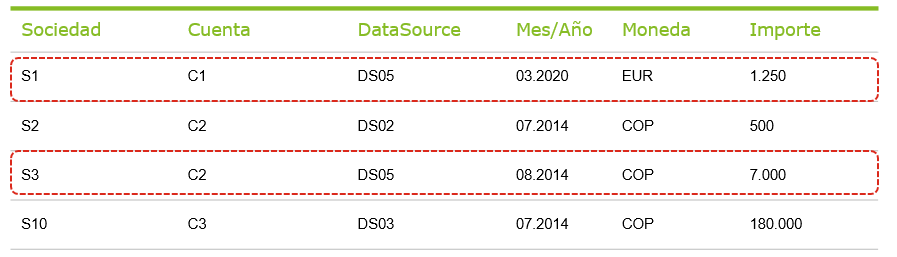 Sociedad Cuenta DataSource Mes/Año Moneda Importe
S1 C1 DS05 03.2020 EUR 1.250
S2 C2 DS02 07.2014 COP 500
S3 C2 DS05 08.2014 COP 7.000
S10 C3 DS03 07.2014 COP 180.000